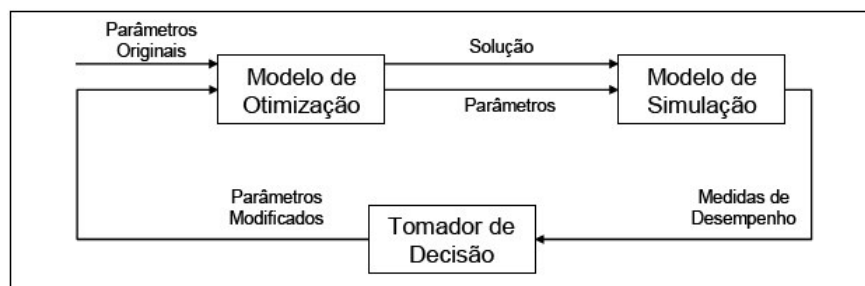 Parâmetros
Originais
Solução
Modelo de
Otimização
Modelo de
Simulação
Parâmetros
Parâmetros
Modificados
Medidas de
Desempenho
Tomador de
Decisão